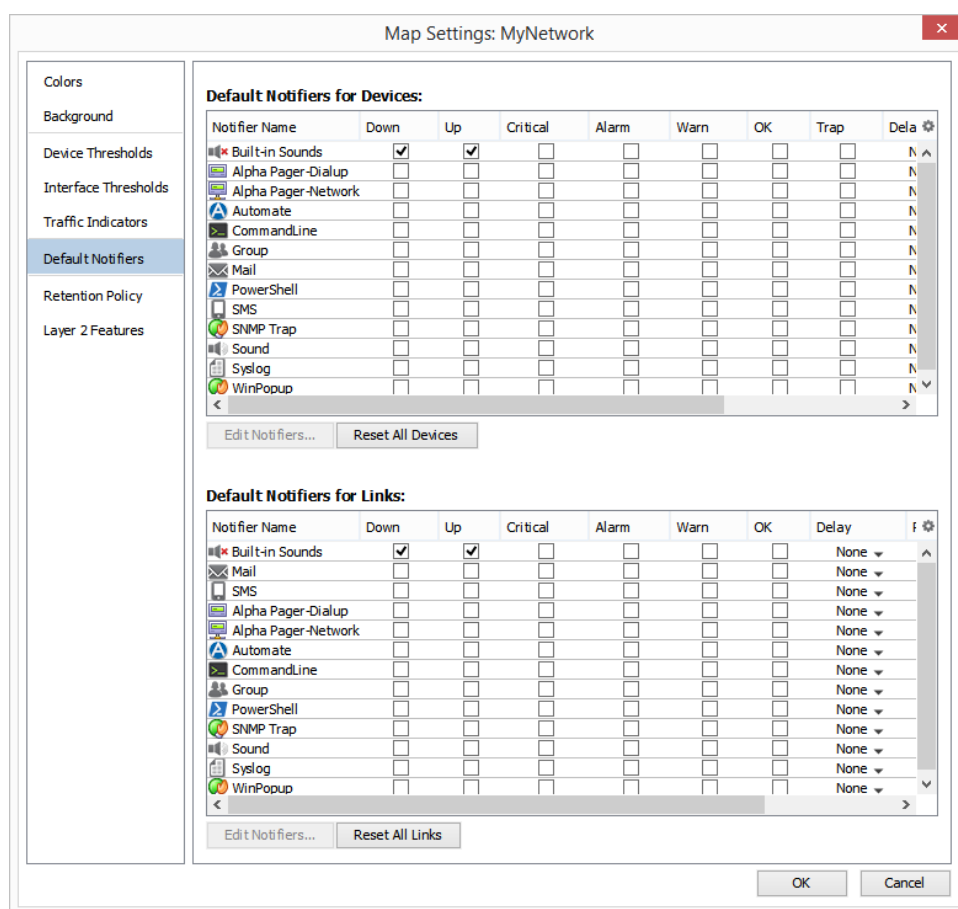 Map Settings: MyNetwork
Colors
Background
Device Thresholds
Interface Thresholds
Traffic Indicators
Default Notifiers
Retention Policy
Layer 2 Features
Default Notifiers for Devices:
Notifier Name Down Up Critical Alarm Warn OK Trap Dela
Built-in Sounds N
Alpha Pager-Dialup N
Alpha Pager-Network N
Automate N
CommandLine N
Group N
Mail N
PowerShell N
SMS N
SNMP Trap N
Sound N
Syslog N
WinPopup N
Edit Notifiers... Reset All Devices
Default Notifiers for Links:
Notifier Name Down Up Critical Alarm Warn OK Delay
Built-in Sounds None
Mail None
SMS None
Alpha Pager-Dialup None
Alpha Pager-Network None
Automate None
CommandLine None
Group None
PowerShell None
SNMP Trap None
Sound None
Syslog None
WinPopup None
Edit Notifiers... Reset All Links
OK Cancel